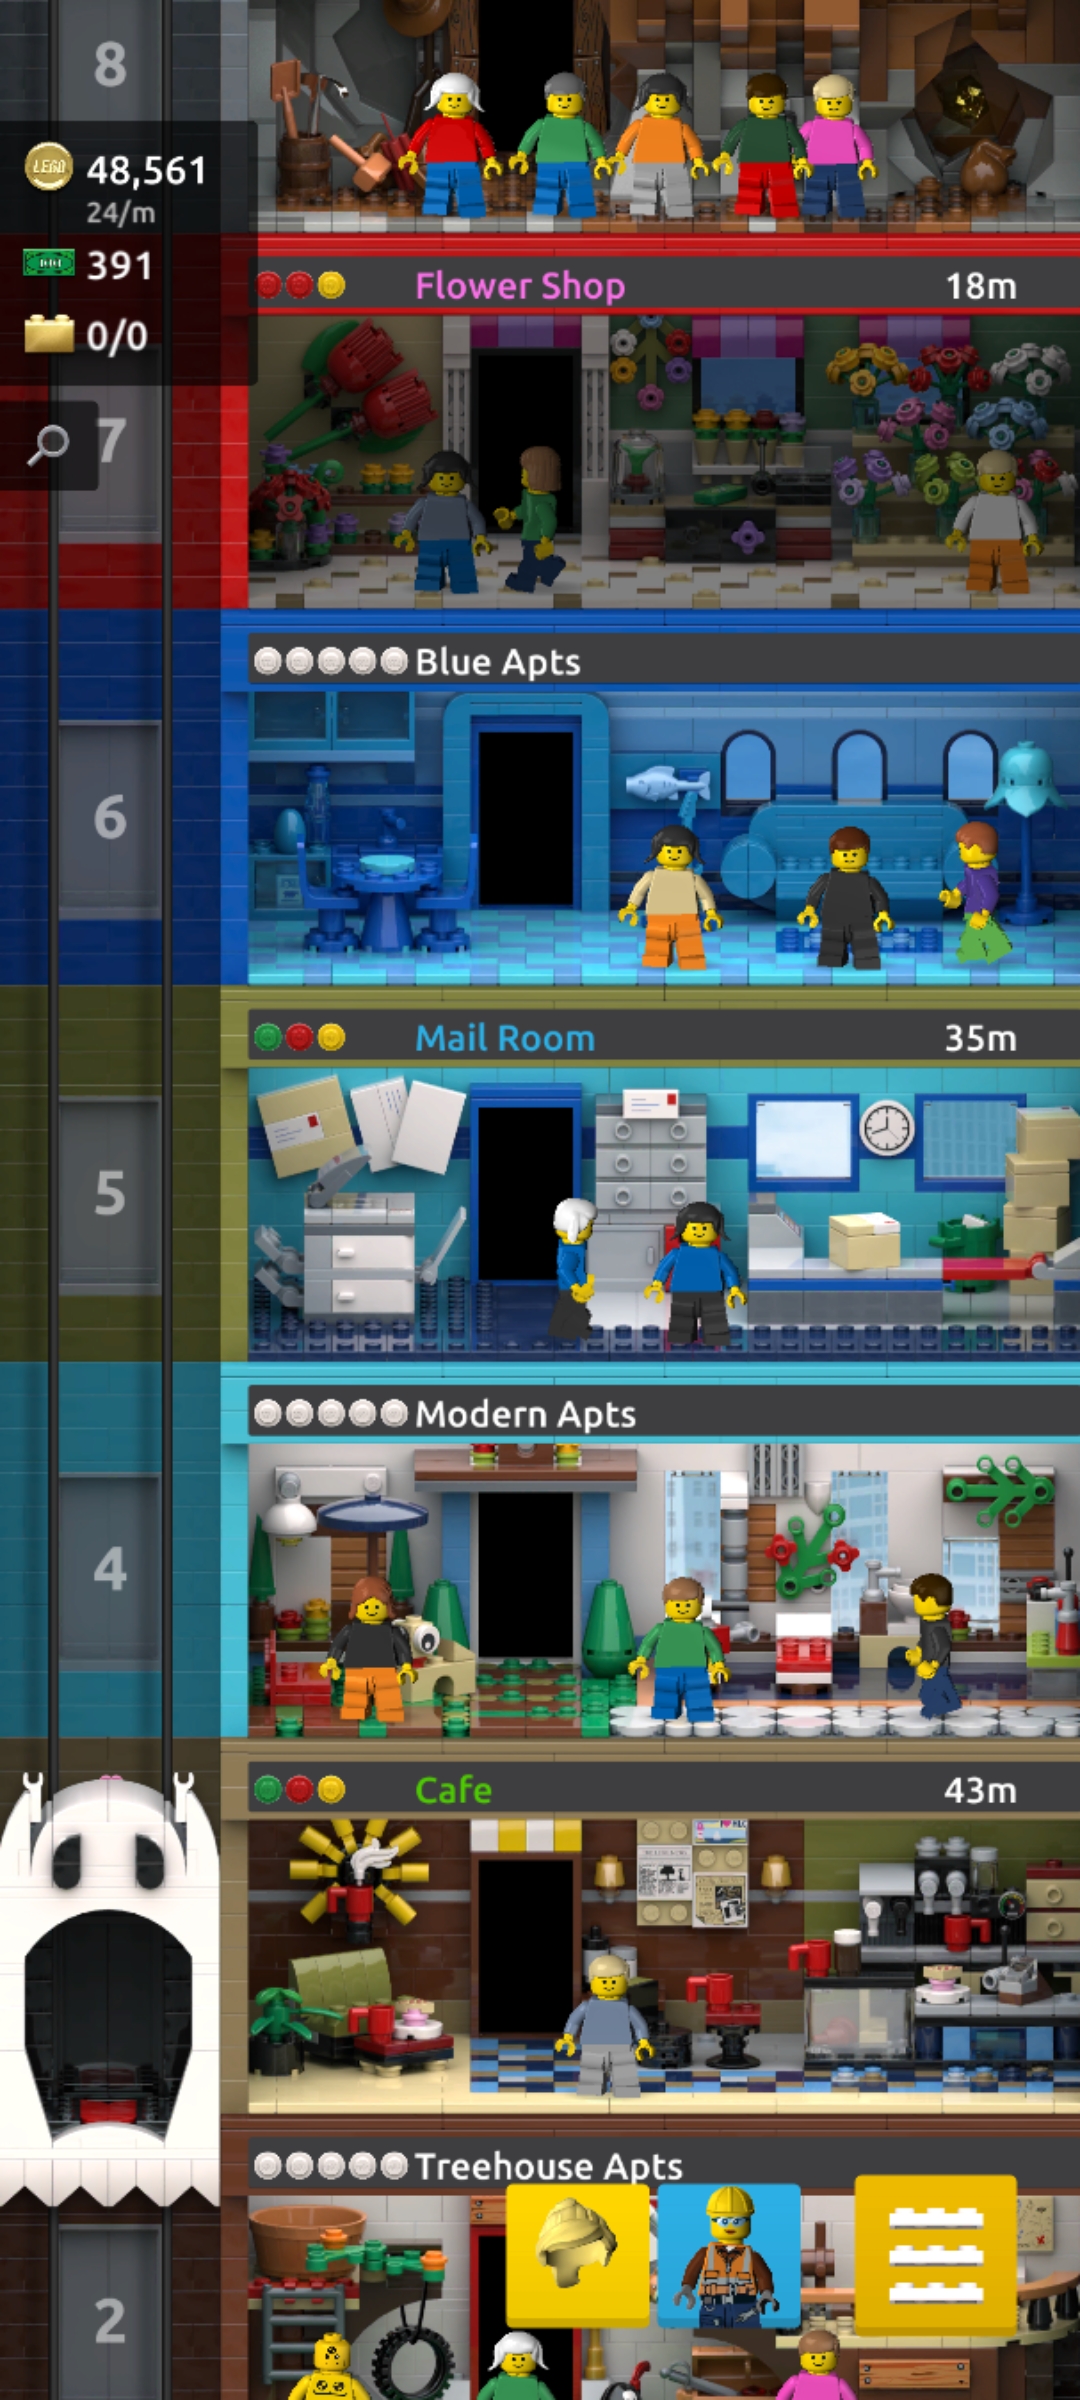 8
LEGO
48,561
24/m
391
0/0
Flower Shop 18m
7
Blue Apts
6
Mail Room 35m
5
Modern Apts
4
Cafe 43m
Treehouse Apts
2